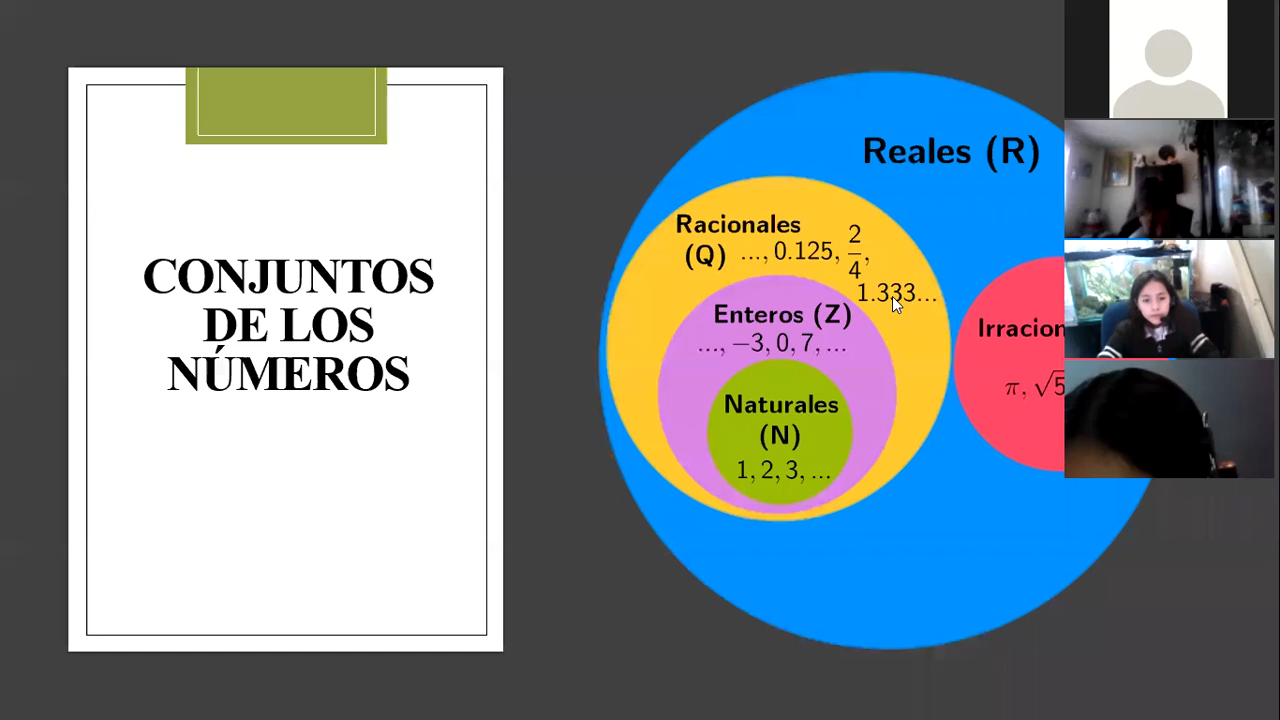 CONJUNTOS
DE LOS
NÚMEROS
Reales (R)
Racionales
(Q) ..., 0.125, 2/4,
1.333...
Enteros (Z)
..., −3, 0, 7, ...
Naturales
(N)
1, 2, 3, ...
Irracion
π, √5